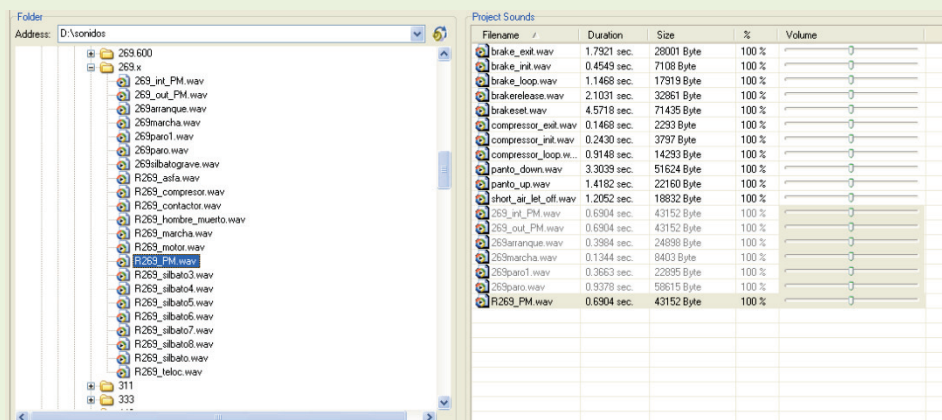 Folder
Address: D:\sonidos
269.600
269.x
269_int_PM.wav
269_out_PM.wav
269arranque.wav
269marcha.wav
269paro1.wav
269paro.wav
269silbatograve.wav
R269_asfa.wav
R269_compresor.wav
R269_contactor.wav
R269_hombre_muerto.wav
R269_marcha.wav
R269_motor.wav
R269_PM.wav
R269_silbato3.wav
R269_silbato4.wav
R269_silbato5.wav
R269_silbato6.wav
R269_silbato7.wav
R269_silbato8.wav
R269_silbato.wav
R269_teloc.wav
311
333
Project Sounds
Filename Duration Size % Volume
brake_exit.wav 1.7921 sec. 28001 Byte 100 %
brake_init.wav 0.4549 sec. 7108 Byte 100 %
brake_loop.wav 1.1468 sec. 17919 Byte 100 %
brakerelease.wav 2.1031 sec. 32861 Byte 100 %
brakeset.wav 4.5718 sec. 71435 Byte 100 %
compressor_exit.wav 0.1468 sec. 2293 Byte 100 %
compressor_init.wav 0.2430 sec. 3797 Byte 100 %
compressor_loop.w... 0.9148 sec. 14293 Byte 100 %
panto_down.wav 3.3039 sec. 51624 Byte 100 %
panto_up.wav 1.4182 sec. 22160 Byte 100 %
short_air_let_off.wav 1.2052 sec. 18832 Byte 100 %
269_int_PM.wav 0.6904 sec. 43152 Byte 100 %
269_out_PM.wav 0.6904 sec. 43152 Byte 100 %
269arranque.wav 0.3984 sec. 24898 Byte 100 %
269marcha.wav 0.1344 sec. 8403 Byte 100 %
269paro1.wav 0.3663 sec. 22895 Byte 100 %
269paro.wav 0.9378 sec. 58615 Byte 100 %
R269_PM.wav 0.6904 sec. 43152 Byte 100 %